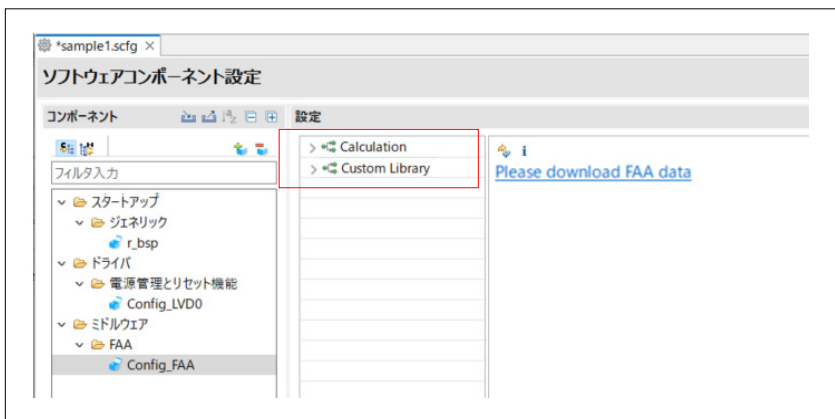 *sample1.scfg
ソフトウェアコンポーネント設定
コンポーネント
設定
フィルタ入力
スタートアップ
ジェネリック
r_bsp
ドライバ
電源管理とリセット機能
Config_LVD0
ミドルウェア
FAA
Config_FAA
Calculation
Custom Library
Please download FAA data